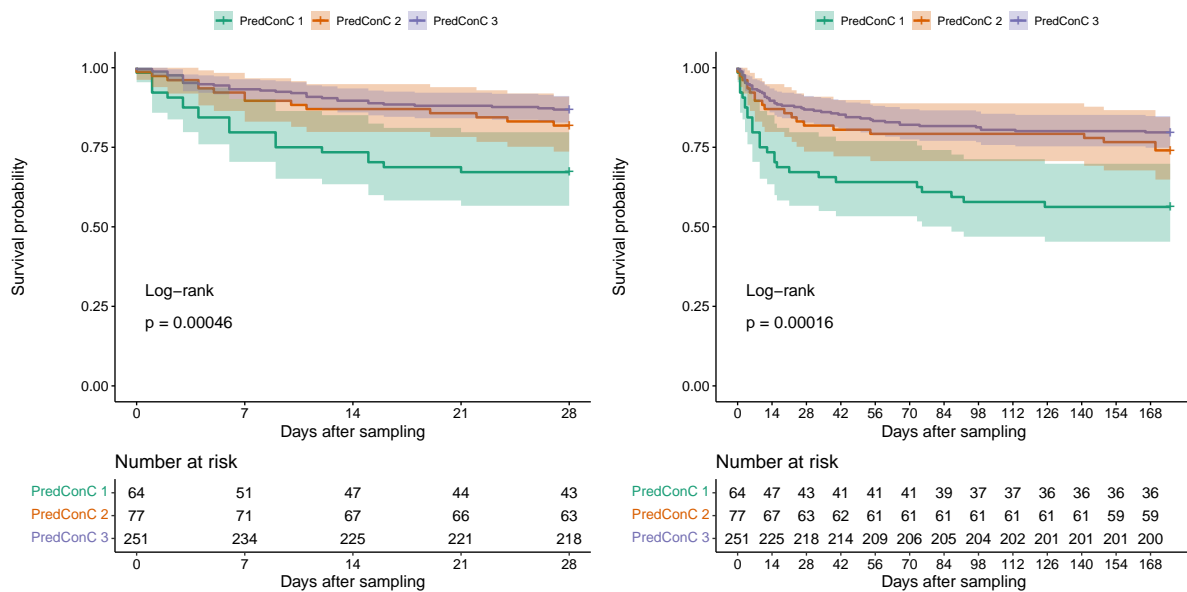 PredConC 1 PredConC 2 PredConC 3
Survival probability
1.00
0.75
0.50
0.25
0.00
Log−rank
p = 0.00046
0 7 14 21 28
Days after sampling
Number at risk
PredConC 1 64 51 47 44 43
PredConC 2 77 71 67 66 63
PredConC 3 251 234 225 221 218
0 7 14 21 28
Days after sampling
PredConC 1 PredConC 2 PredConC 3
Survival probability
1.00
0.75
0.50
0.25
0.00
Log−rank
p = 0.00016
0 14 28 42 56 70 84 98 112 126 140 154 168
Days after sampling
Number at risk
PredConC 1 64 47 43 41 41 41 39 37 37 36 36 36 36
PredConC 2 77 67 63 62 61 61 61 61 61 61 61 59 59
PredConC 3 251 225 218 214 209 206 205 204 202 201 201 201 200
0 14 28 42 56 70 84 98 112 126 140 154 168
Days after sampling